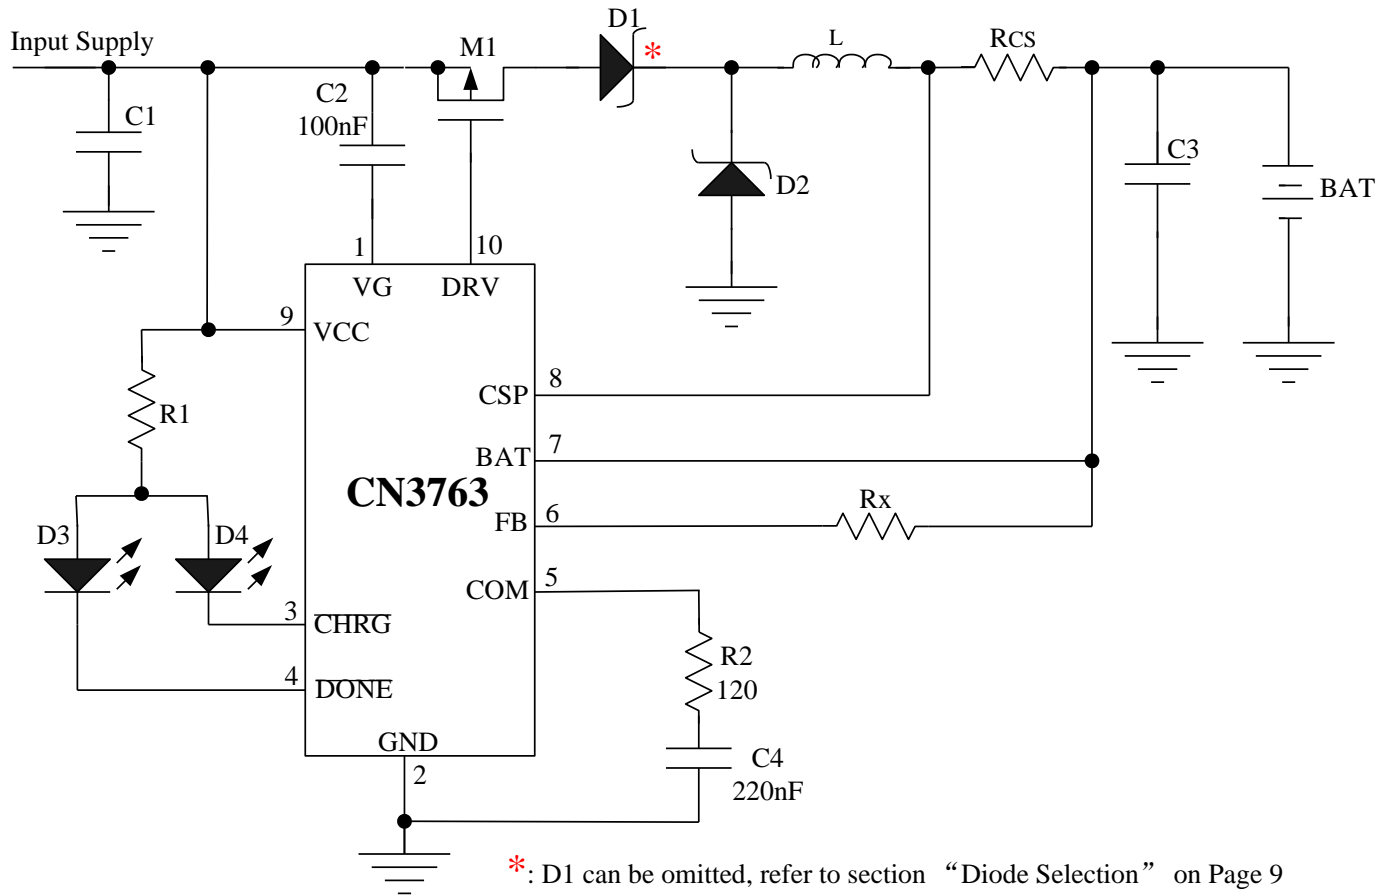 D1
Input Supply
M1
*
L
RCS
C2
100nF
C1
C3
D2
BAT
1
10
VG
DRV
9
VCC
8
CSP
R1
7
BAT
CN3763
Rx
6
FB
D3
D4
5
COM
3
CHRG
R2
120
4
DONE
GND
2
C4
220nF
*: D1 can be omitted, refer to section “Diode Selection” on Page 9